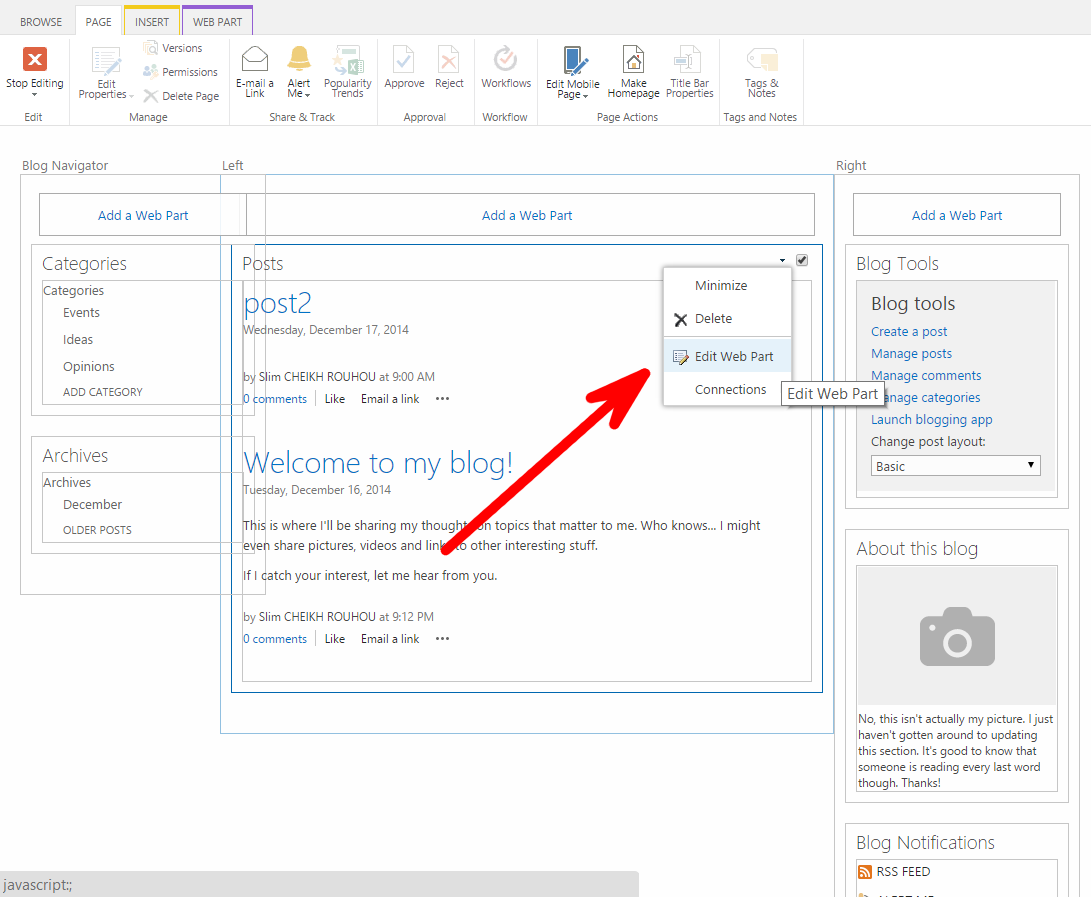 BROWSE
PAGE
INSERT
WEB PART
Stop Editing
Edit
Edit
Properties
Versions
Permissions
Delete Page
Manage
E-mail a
Link
Alert
Me
Popularity
Trends
Share & Track
Approve
Reject
Approval
Workflows
Workflow
Edit Mobile
Page
Make
Homepage
Title Bar
Properties
Page Actions
Tags &
Notes
Tags and Notes
Blog Navigator
Add a Web Part
Categories
Categories
Events
Ideas
Opinions
ADD CATEGORY
Archives
Archives
December
OLDER POSTS
Left
Add a Web Part
Posts
post2
Wednesday, December 17, 2014
by Slim CHEIKH ROUHOU at 9:00 AM
0 comments Like Email a link
Welcome to my blog!
Tuesday, December 16, 2014
This is where I'll be sharing my thoughts on topics that matter to me. Who knows... I might
even share pictures, videos and links to other interesting stuff.
If I catch your interest, let me hear from you.
by Slim CHEIKH ROUHOU at 9:12 PM
0 comments Like Email a link
Minimize
Delete
Edit Web Part
Connections
Edit Web Part
Right
Add a Web Part
Blog Tools
Blog tools
Create a post
Manage posts
Manage comments
anage categories
Launch blogging app
Change post layout:
Basic
About this blog
No, this isn't actually my picture. I just
haven't gotten around to updating
this section. It's good to know that
someone is reading every last word
though. Thanks!
Blog Notifications
RSS FEED
javascript:;